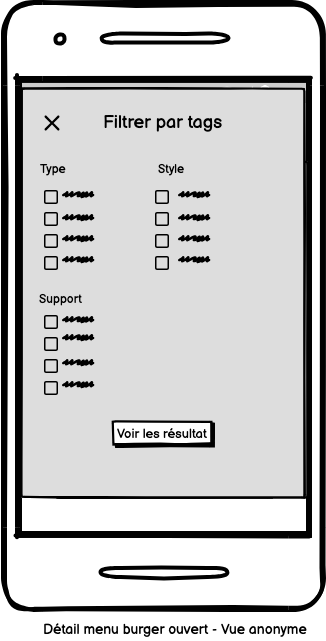 Filtrer par tags
Type
Style
Support
Voir les résultat
Détail menu burger ouvert - Vue anonyme